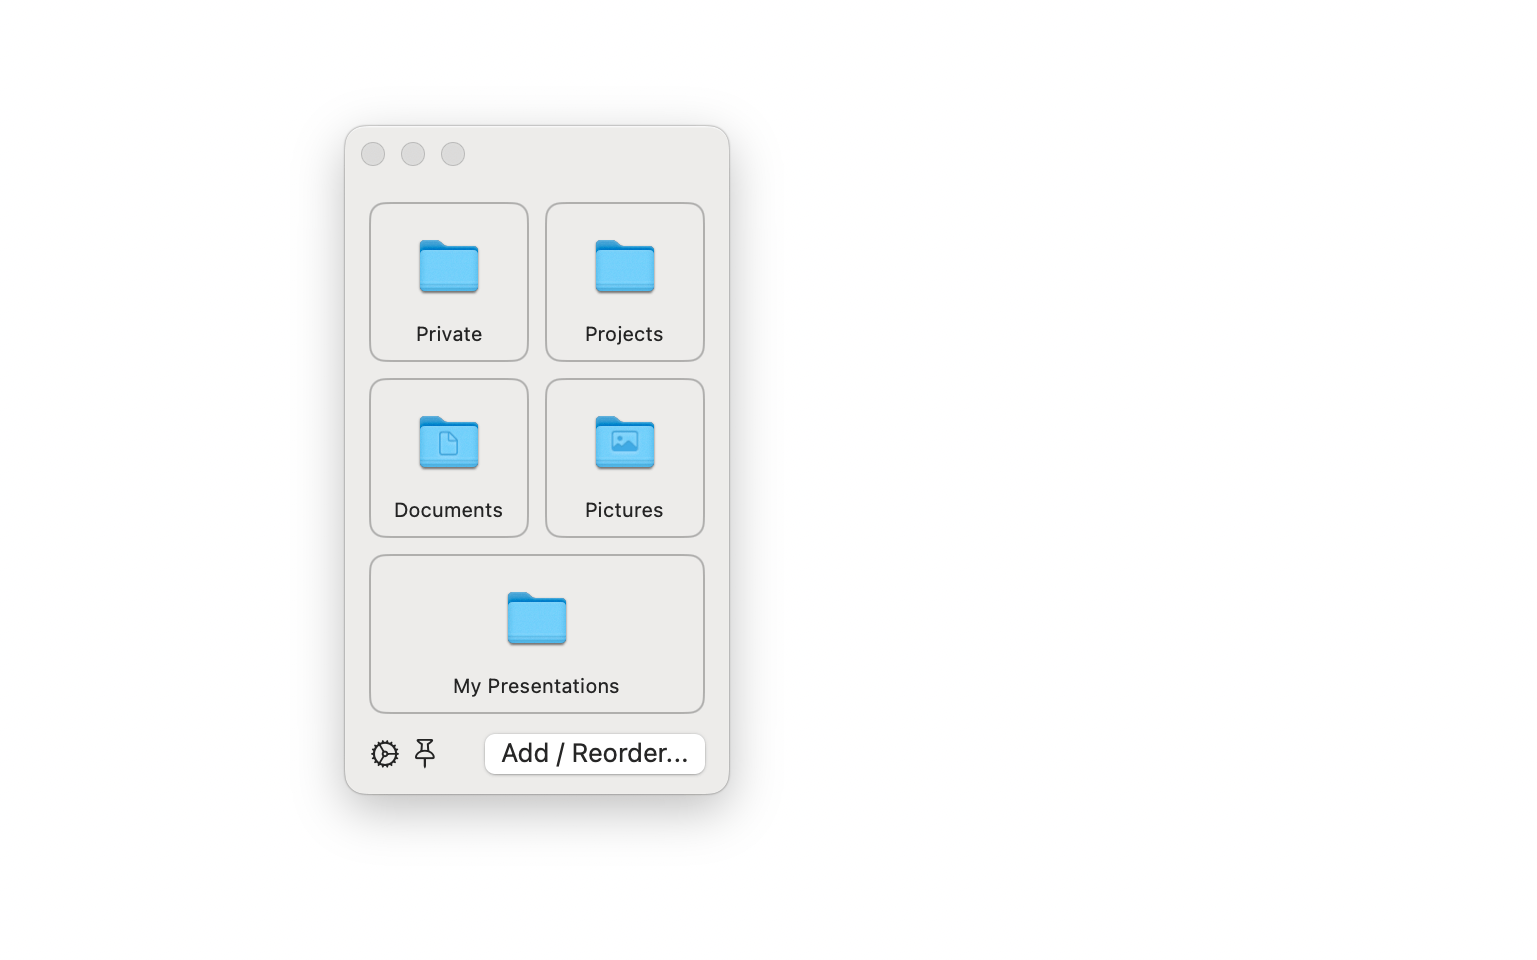 Private
Projects
Documents
Pictures
My Presentations
Add / Reorder...